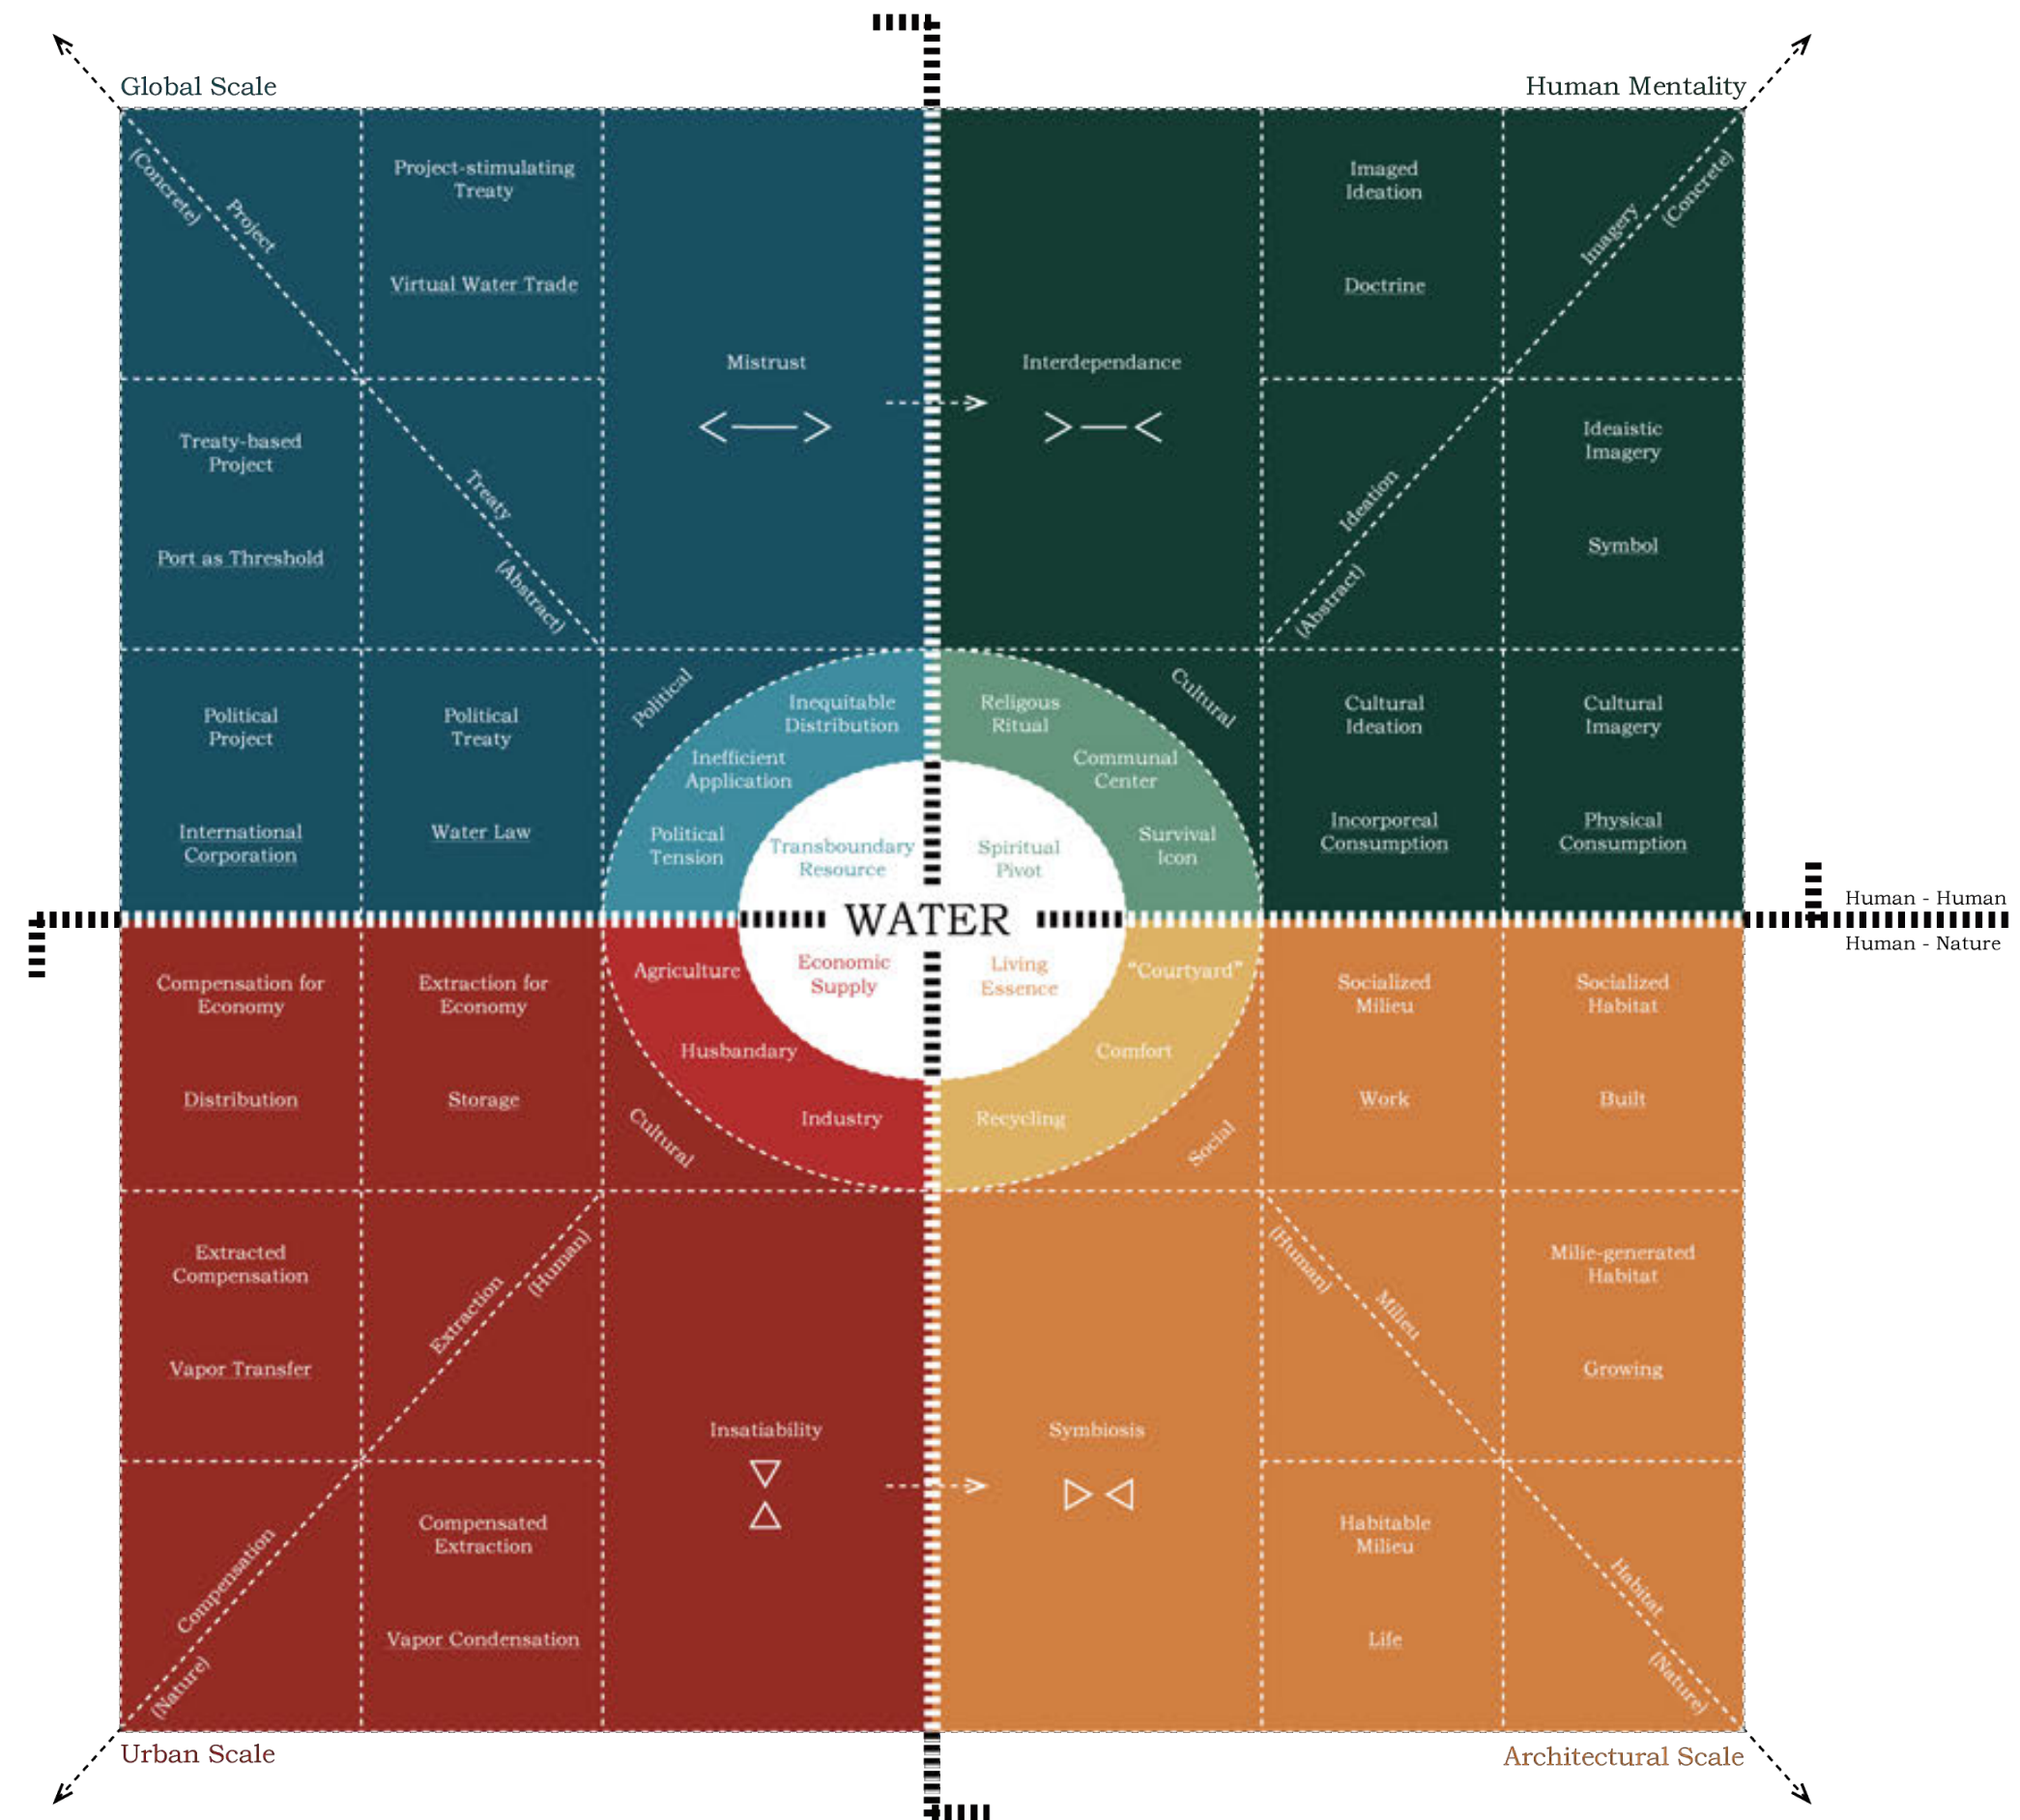 Global Scale
Human Mentality
(Concrete)
Project
Project-stimulating
Treaty
Virtual Water Trade
Treaty-based
Project
Port as Threshold
Treaty
(Abstract)
Mistrust
Interdependance
Imaged
Ideation
Doctrine
Imagery
(Concrete)
Ideation
(Abstract)
Ideaistic
Imagery
Symbol
Political
Project
International
Corporation
Political
Treaty
Water Law
Political
Inequitable
Distribution
Inefficient
Application
Political
Tension
Transboundary
Resource
Religous
Ritual
Communal
Center
Survival
Icon
Spiritual
Pivot
Cultural
Cultural
Ideation
Incorporeal
Consumption
Cultural
Imagery
Physical
Consumption
WATER
Human - Human
Human - Nature
Compensation for
Economy
Distribution
Extraction for
Economy
Storage
Agriculture
Husbandary
Industry
Cultural
Economic
Supply
Living
Essence
"Courtyard"
Comfort
Recycling
Social
Socialized
Milieu
Work
Socialized
Habitat
Built
Extracted
Compensation
Vapor Transfer
Extraction
(Human)
Compensation
(Nature)
Compensated
Extraction
Vapor Condensation
Insatiability
Symbiosis
(Human)
Milieu
Milie-generated
Habitat
Growing
Habitable
Milieu
Life
Habitat
(Nature)
Urban Scale
Architectural Scale